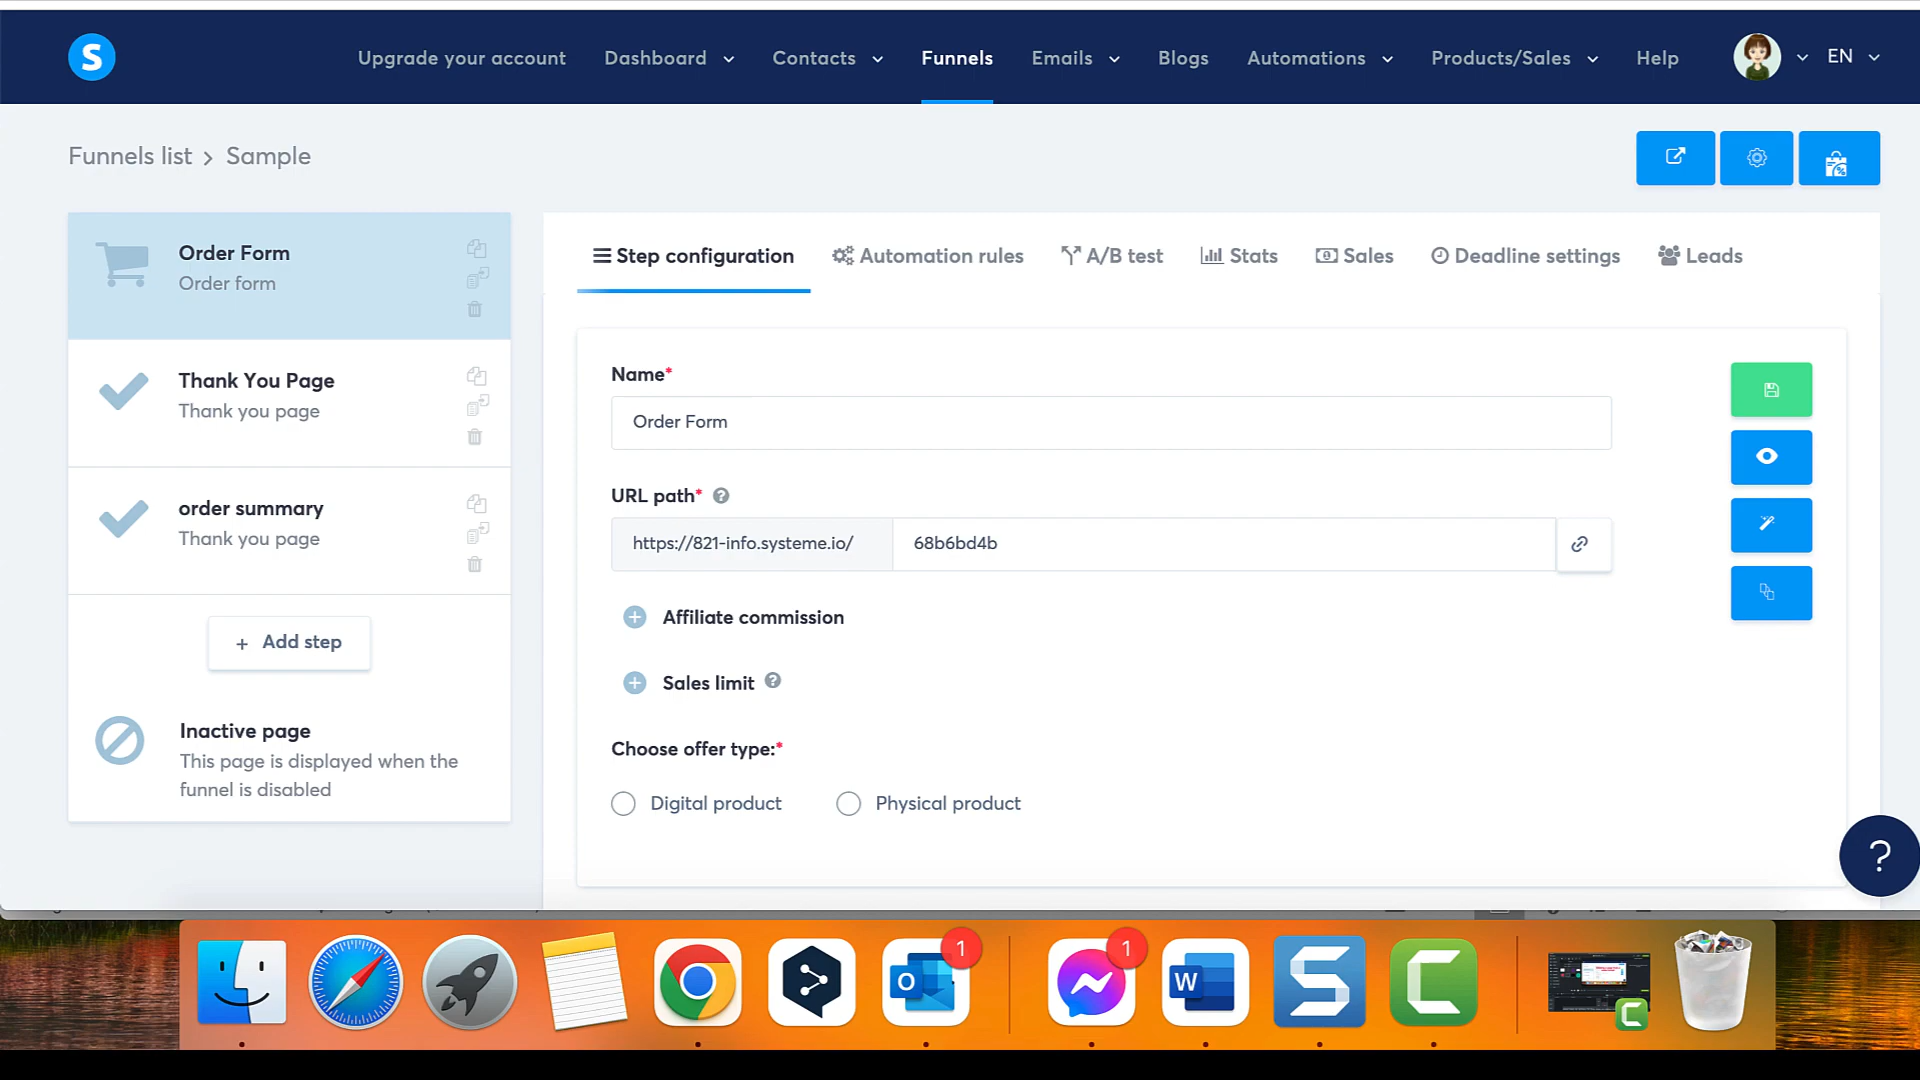 S
Upgrade your account
Dashboard
Contacts
Funnels
Emails
Blogs
Automations
Products/Sales
Help
EN
Funnels list > Sample
Order Form
Order form
Thank You Page
Thank you page
order summary
Thank you page
+ Add step
Inactive page
This page is displayed when the
funnel is disabled
Step configuration
Automation rules
A/B test
Stats
Sales
Deadline settings
Leads
Name*
Order Form
URL path* ?
https://821-info.systeme.io/
68b6bd4b
Affiliate commission
Sales limit ?
Choose offer type:*
Digital product
Physical product
?
1
1
O
W
S
C
C